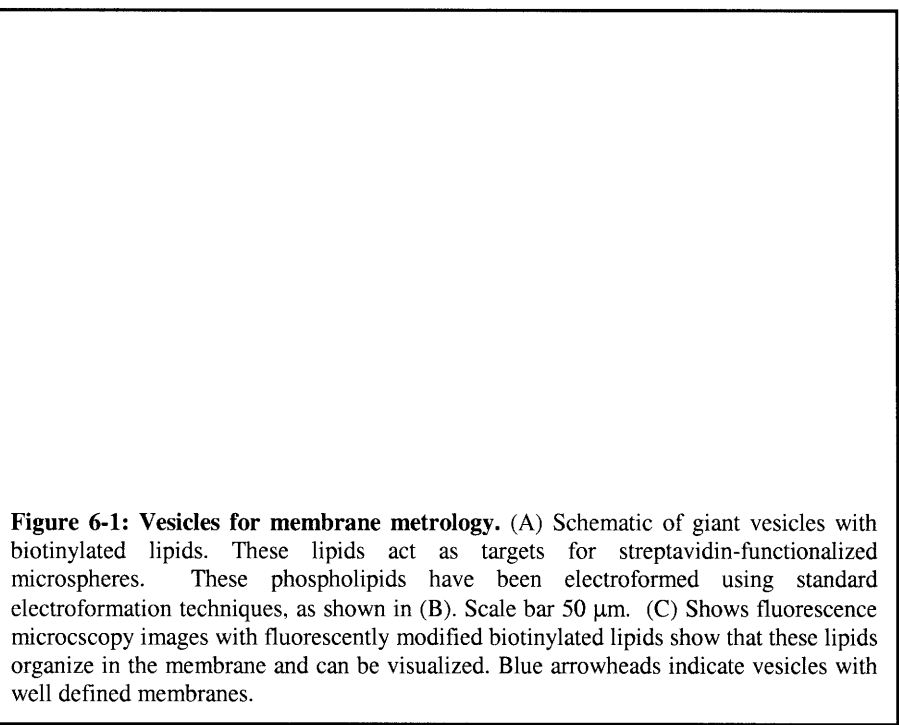 Figure 6-1: Vesicles for membrane metrology. (A) Schematic of giant vesicles with
biotinylated lipids. These lipids act as targets for streptavidin-functionalized
microspheres. These phospholipids have been electroformed using standard
electroformation techniques, as shown in (B). Scale bar 50 μm. (C) Shows fluorescence
microcscopy images with fluorescently modified biotinylated lipids show that these lipids
organize in the membrane and can be visualized. Blue arrowheads indicate vesicles with
well defined membranes.